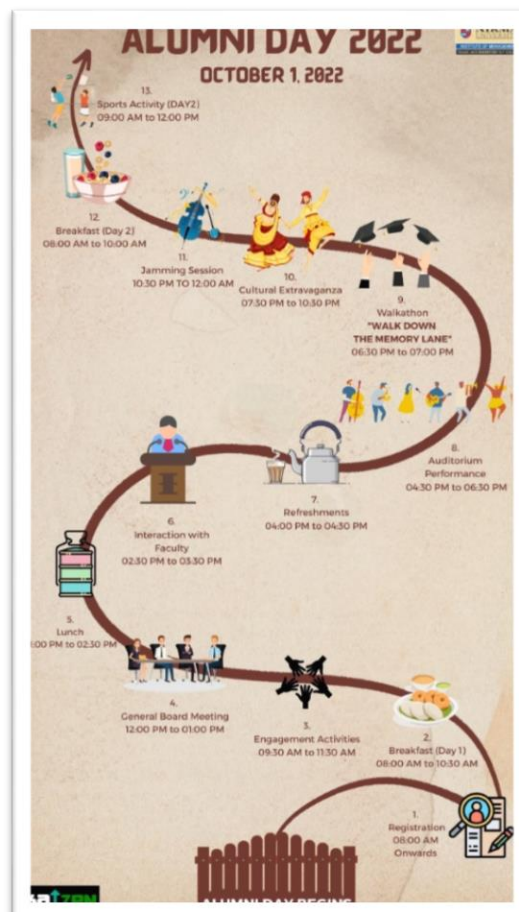 ALUMNI DAY 2022
OCTOBER 1, 2022
13.
Sports Activity (DAY2)
09:00 AM to 12:00 PM
12.
Breakfast (Day 2)
08:00 AM to 10:00 AM
11.
Jamming Session
10:30 PM TO 12:00 AM
10.
Cultural Extravaganza
07:30 PM to 10:30 PM
9.
Walkathon
"WALK DOWN
THE MEMORY LANE"
06:30 PM to 07:00 PM
8.
Auditorium
Performance
04:30 PM to 06:30 PM
7.
Refreshments
04:00 PM to 04:30 PM
6.
Interaction with
Faculty
02:30 PM to 03:30 PM
5.
Lunch
:00 PM to 02:30 PM
4.
General Board Meeting
12:00 PM to 01:00 PM
3.
Engagement Activities
09:30 AM to 11:30 AM
2.
Breakfast (Day 1)
08:00 AM to 10:30 AM
1.
Registration
08:00 AM
Onwards
ALUMNI DAY BEGINS